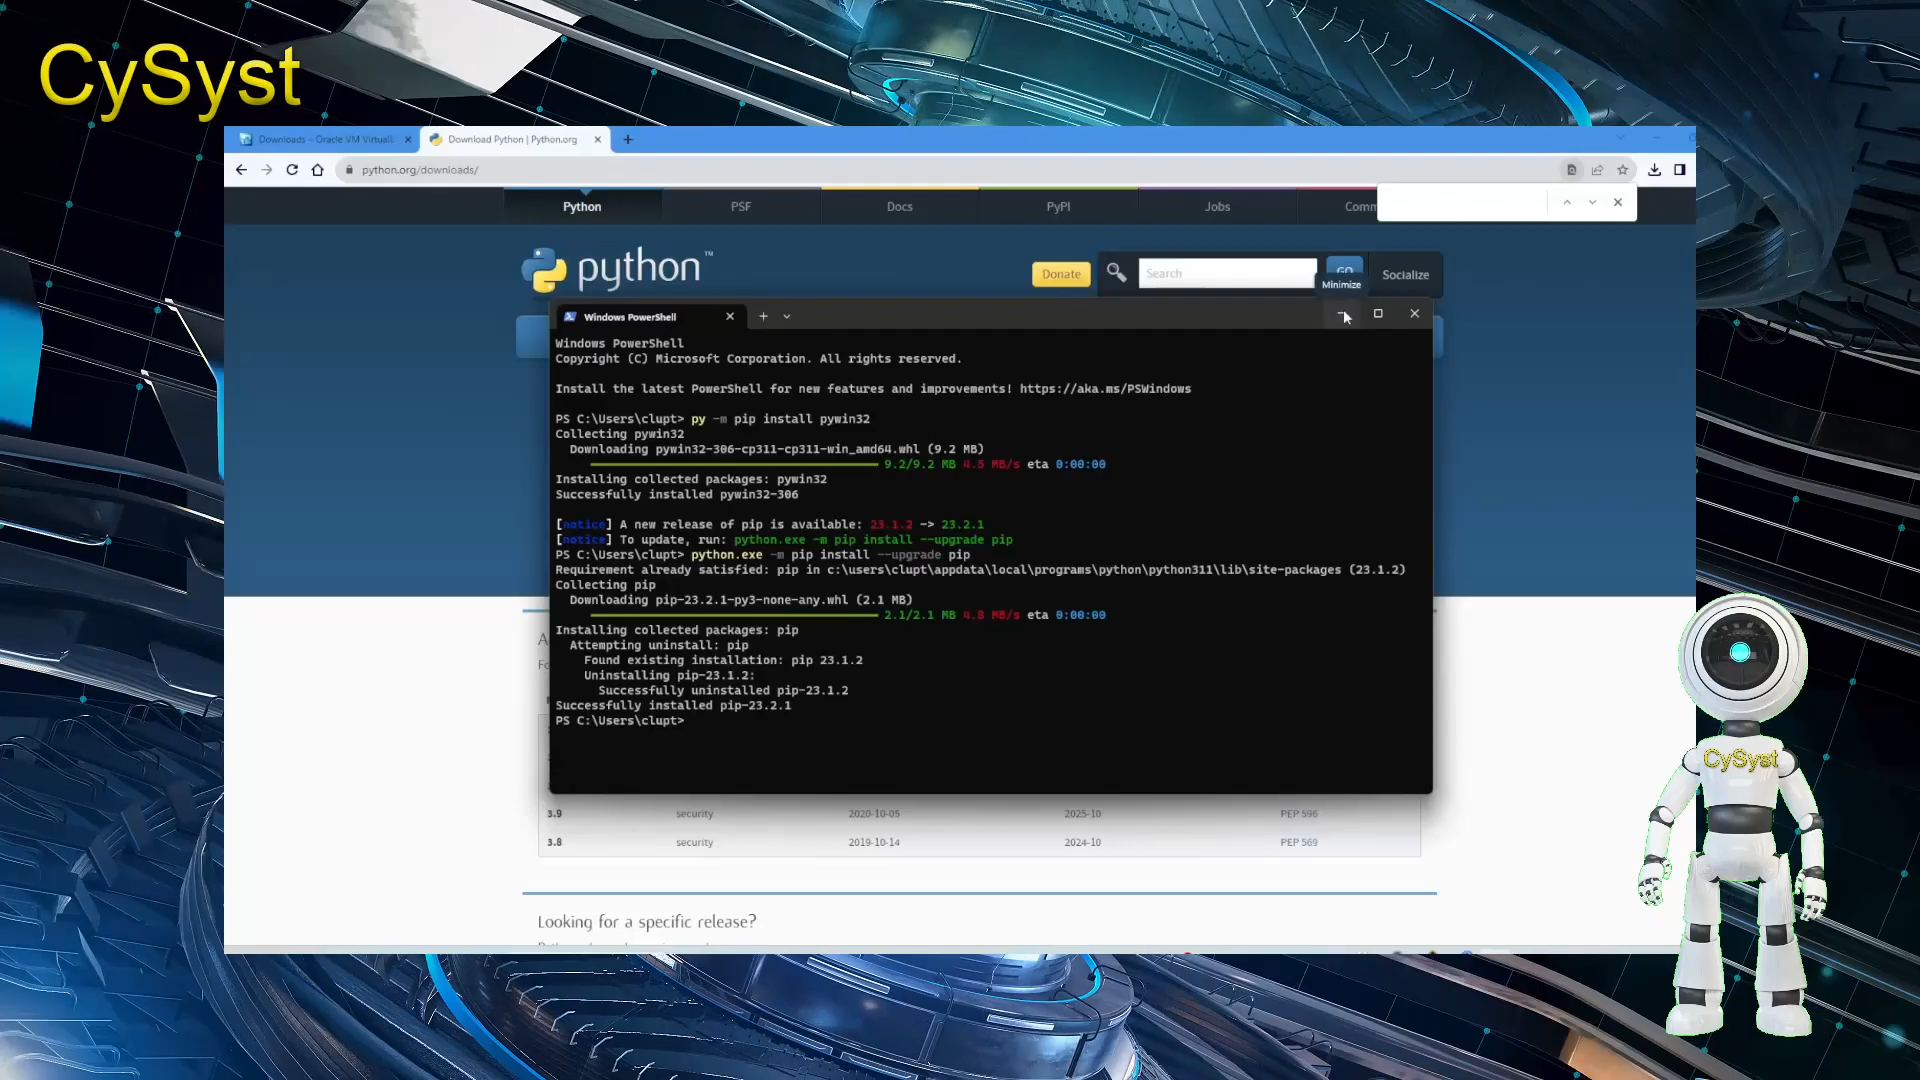 CySyst
Downloads – Oracle VM Virtual
Download Python | Python.org
python.org/downloads/
Python
PSF
Docs
PyPI
Jobs
Comm
python™
Donate
Search
GO
Socialize
Minimize
Windows PowerShell
Windows PowerShell
Copyright (C) Microsoft Corporation. All rights reserved.
Install the latest PowerShell for new features and improvements! https://aka.ms/PSWindows
PS C:\Users\clupt> py -m pip install pywin32
Collecting pywin32
Downloading pywin32-306-cp311-cp311-win_amd64.whl (9.2 MB)
9.2/9.2 MB 4.5 MB/s eta 0:00:00
Installing collected packages: pywin32
Successfully installed pywin32-306
[notice] A new release of pip is available: 23.1.2 -> 23.2.1
[notice] To update, run: python.exe -m pip install --upgrade pip
PS C:\Users\clupt> python.exe -m pip install --upgrade pip
Requirement already satisfied: pip in c:\users\clupt\appdata\local\programs\python\python311\lib\site-packages (23.1.2)
Collecting pip
Downloading pip-23.2.1-py3-none-any.whl (2.1 MB)
2.1/2.1 MB 4.8 MB/s eta 0:00:00
Installing collected packages: pip
Attempting uninstall: pip
Found existing installation: pip 23.1.2
Uninstalling pip-23.1.2:
Successfully uninstalled pip-23.1.2
Successfully installed pip-23.2.1
PS C:\Users\clupt>
3.9 security 2020-10-05 2025-10 PEP 596
3.8 security 2019-10-14 2024-10 PEP 569
Looking for a specific release?
CySyst